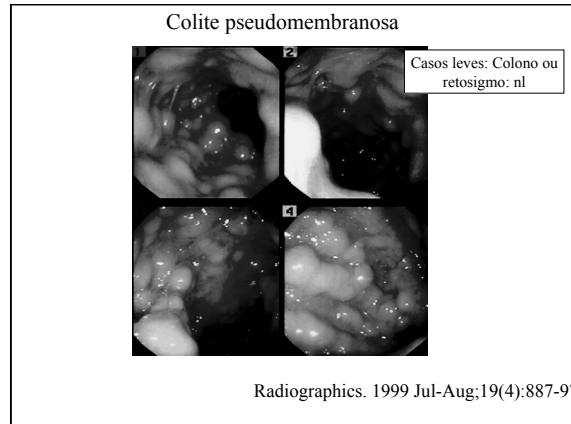 Colite pseudomembranosa
1
2
Casos leves: Colono ou
retosigmo: nl
4
Radiographics. 1999 Jul-Aug;19(4):887-9